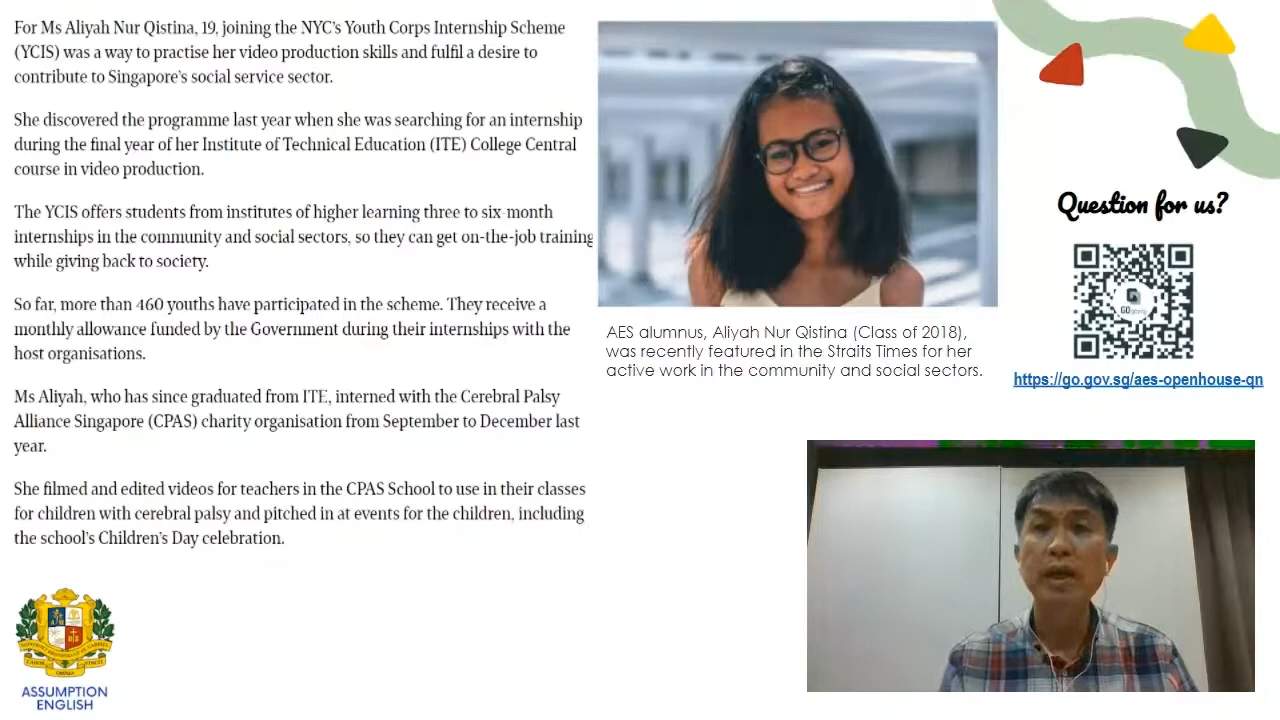 For Ms Aliyah Nur Qistina, 19, joining the NYC's Youth Corps Internship Scheme
(YCIS) was a way to practise her video production skills and fulfil a desire to
contribute to Singapore's social service sector.
She discovered the programme last year when she was searching for an internship
during the final year of her Institute of Technical Education (ITE) College Central
course in video production.
The YCIS offers students from institutes of higher learning three to six-month
internships in the community and social sectors, so they can get on-the-job training
while giving back to society.
So far, more than 460 youths have participated in the scheme. They receive a
monthly allowance funded by the Government during their internships with the
host organisations.
Ms Aliyah, who has since graduated from ITE, interned with the Cerebral Palsy
Alliance Singapore (CPAS) charity organisation from September to December last
year.
She filmed and edited videos for teachers in the CPAS School to use in their classes
for children with cerebral palsy and pitched in at events for the children, including
the school's Children's Day celebration.
AES alumnus, Aliyah Nur Qistina (Class of 2018),
was recently featured in the Straits Times for her
active work in the community and social sectors.
Question for us?
https://go.gov.sg/aes-openhouse-qn
LABOR
OMNIA
VINCIT
ASSUMPTION
ENGLISH